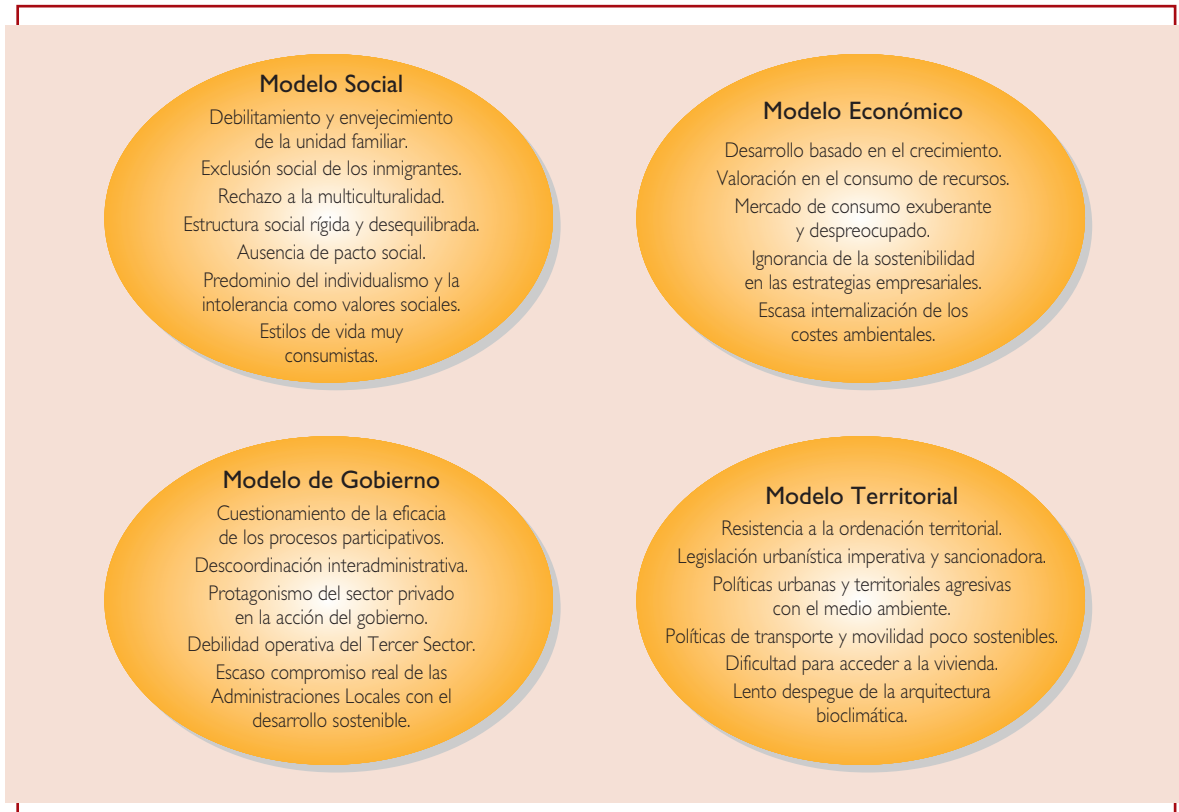 Modelo Social
Debilitamiento y envejecimiento
de la unidad familiar.
Exclusión social de los inmigrantes.
Rechazo a la multiculturalidad.
Estructura social rígida y desequilibrada.
Ausencia de pacto social.
Predominio del individualismo y la
intolerancia como valores sociales.
Estilos de vida muy
consumistas.
Modelo Económico
Desarrollo basado en el crecimiento.
Valoración en el consumo de recursos.
Mercado de consumo exuberante
y despreocupado.
Ignorancia de la sostenibilidad
en las estrategias empresariales.
Escasa internalización de los
costes ambientales.
Modelo de Gobierno
Cuestionamiento de la eficacia
de los procesos participativos.
Descoordinación interadministrativa.
Protagonismo del sector privado
en la acción del gobierno.
Debilidad operativa del Tercer Sector.
Escaso compromiso real de las
Administraciones Locales con el
desarrollo sostenible.
Modelo Territorial
Resistencia a la ordenación territorial.
Legislación urbanística imperativa y sancionadora.
Políticas urbanas y territoriales agresivas
con el medio ambiente.
Políticas de transporte y movilidad poco sostenibles.
Dificultad para acceder a la vivienda.
Lento despegue de la arquitectura
bioclimática.